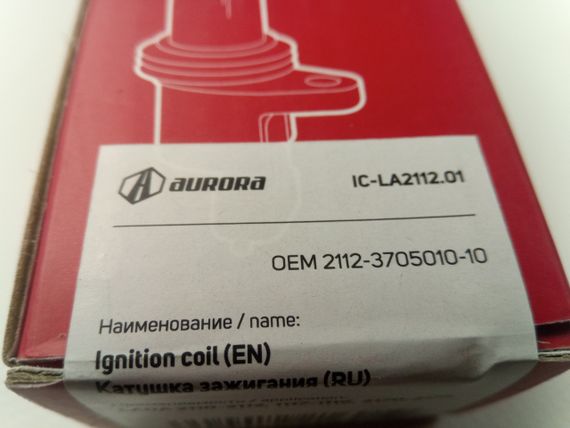 AURORA
IC-LA2112.01
OEM 2112-3705010-10
Наименование / name:
Ignition coil (EN)
Катушка зажигания (RU)